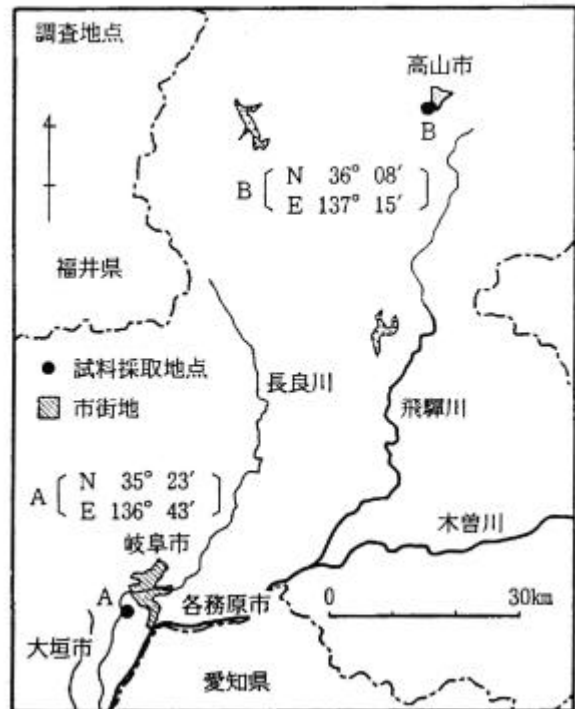 調査地点
高山市
B
B N 36° 08′
E 137° 15′
福井県
● 試料採取地点
市街地
長良川
飛驒川
A N 35° 23′
E 136° 43′
岐阜市
木曽川
A
各務原市
0 30km
大垣市
愛知県